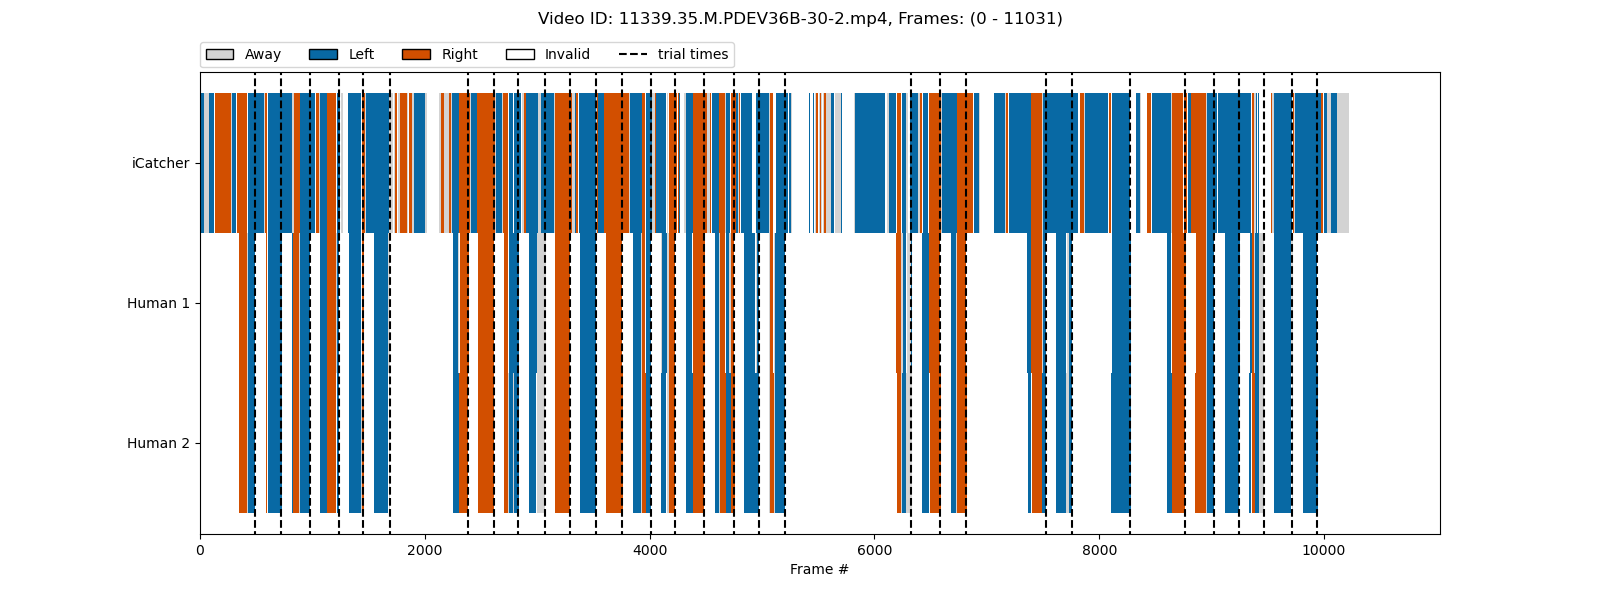 Video ID: 11339.35.M.PDEV36B-30-2.mp4, Frames: (0 - 11031)
Away Left Right Invalid trial times
iCatcher
Human 1
Human 2
0 2000 4000 6000 8000 10000
Frame #